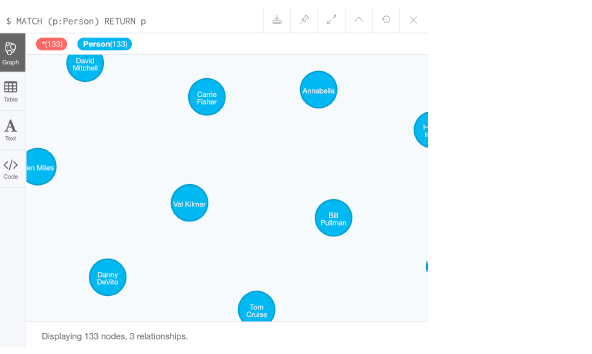 $ MATCH (p:Person) RETURN p
*(133) Person(133)
Graph
Table
Text
Code
David
Mitchell
Carrie
Fisher
Annabella
en Miles
Val Kilmer
Bill
Pullman
Danny
DeVito
Tom
Cruise
Displaying 133 nodes, 3 relationships.